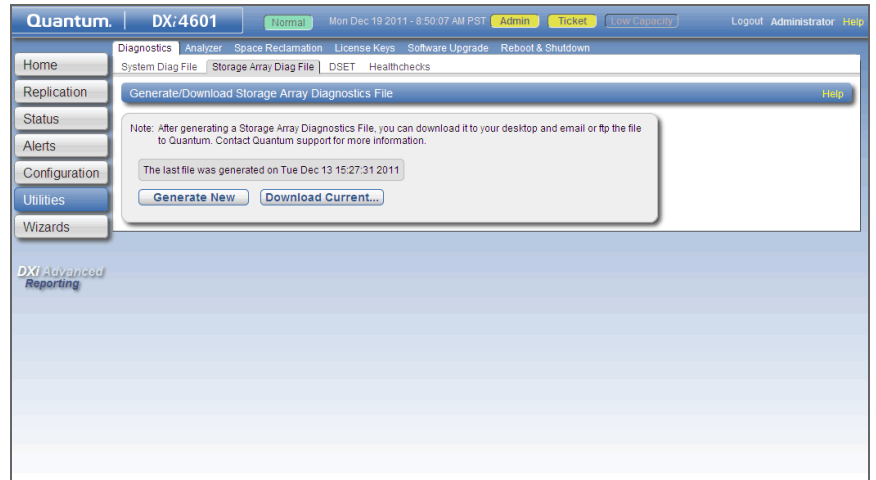 Quantum. DXi4601 Normal Mon Dec 19 2011 - 8:50:07 AM PST Admin Ticket Low Capacity Logout Administrator Help
Diagnostics Analyzer Space Reclamation License Keys Software Upgrade Reboot & Shutdown
System Diag File Storage Array Diag File DSET Healthchecks
Home
Replication
Status
Alerts
Configuration
Utilities
Wizards
DXi Advanced
Reporting
Generate/Download Storage Array Diagnostics File Help
Note: After generating a Storage Array Diagnostics File, you can download it to your desktop and email or ftp the file
to Quantum. Contact Quantum support for more information.
The last file was generated on Tue Dec 13 15:27:31 2011
Generate New Download Current...